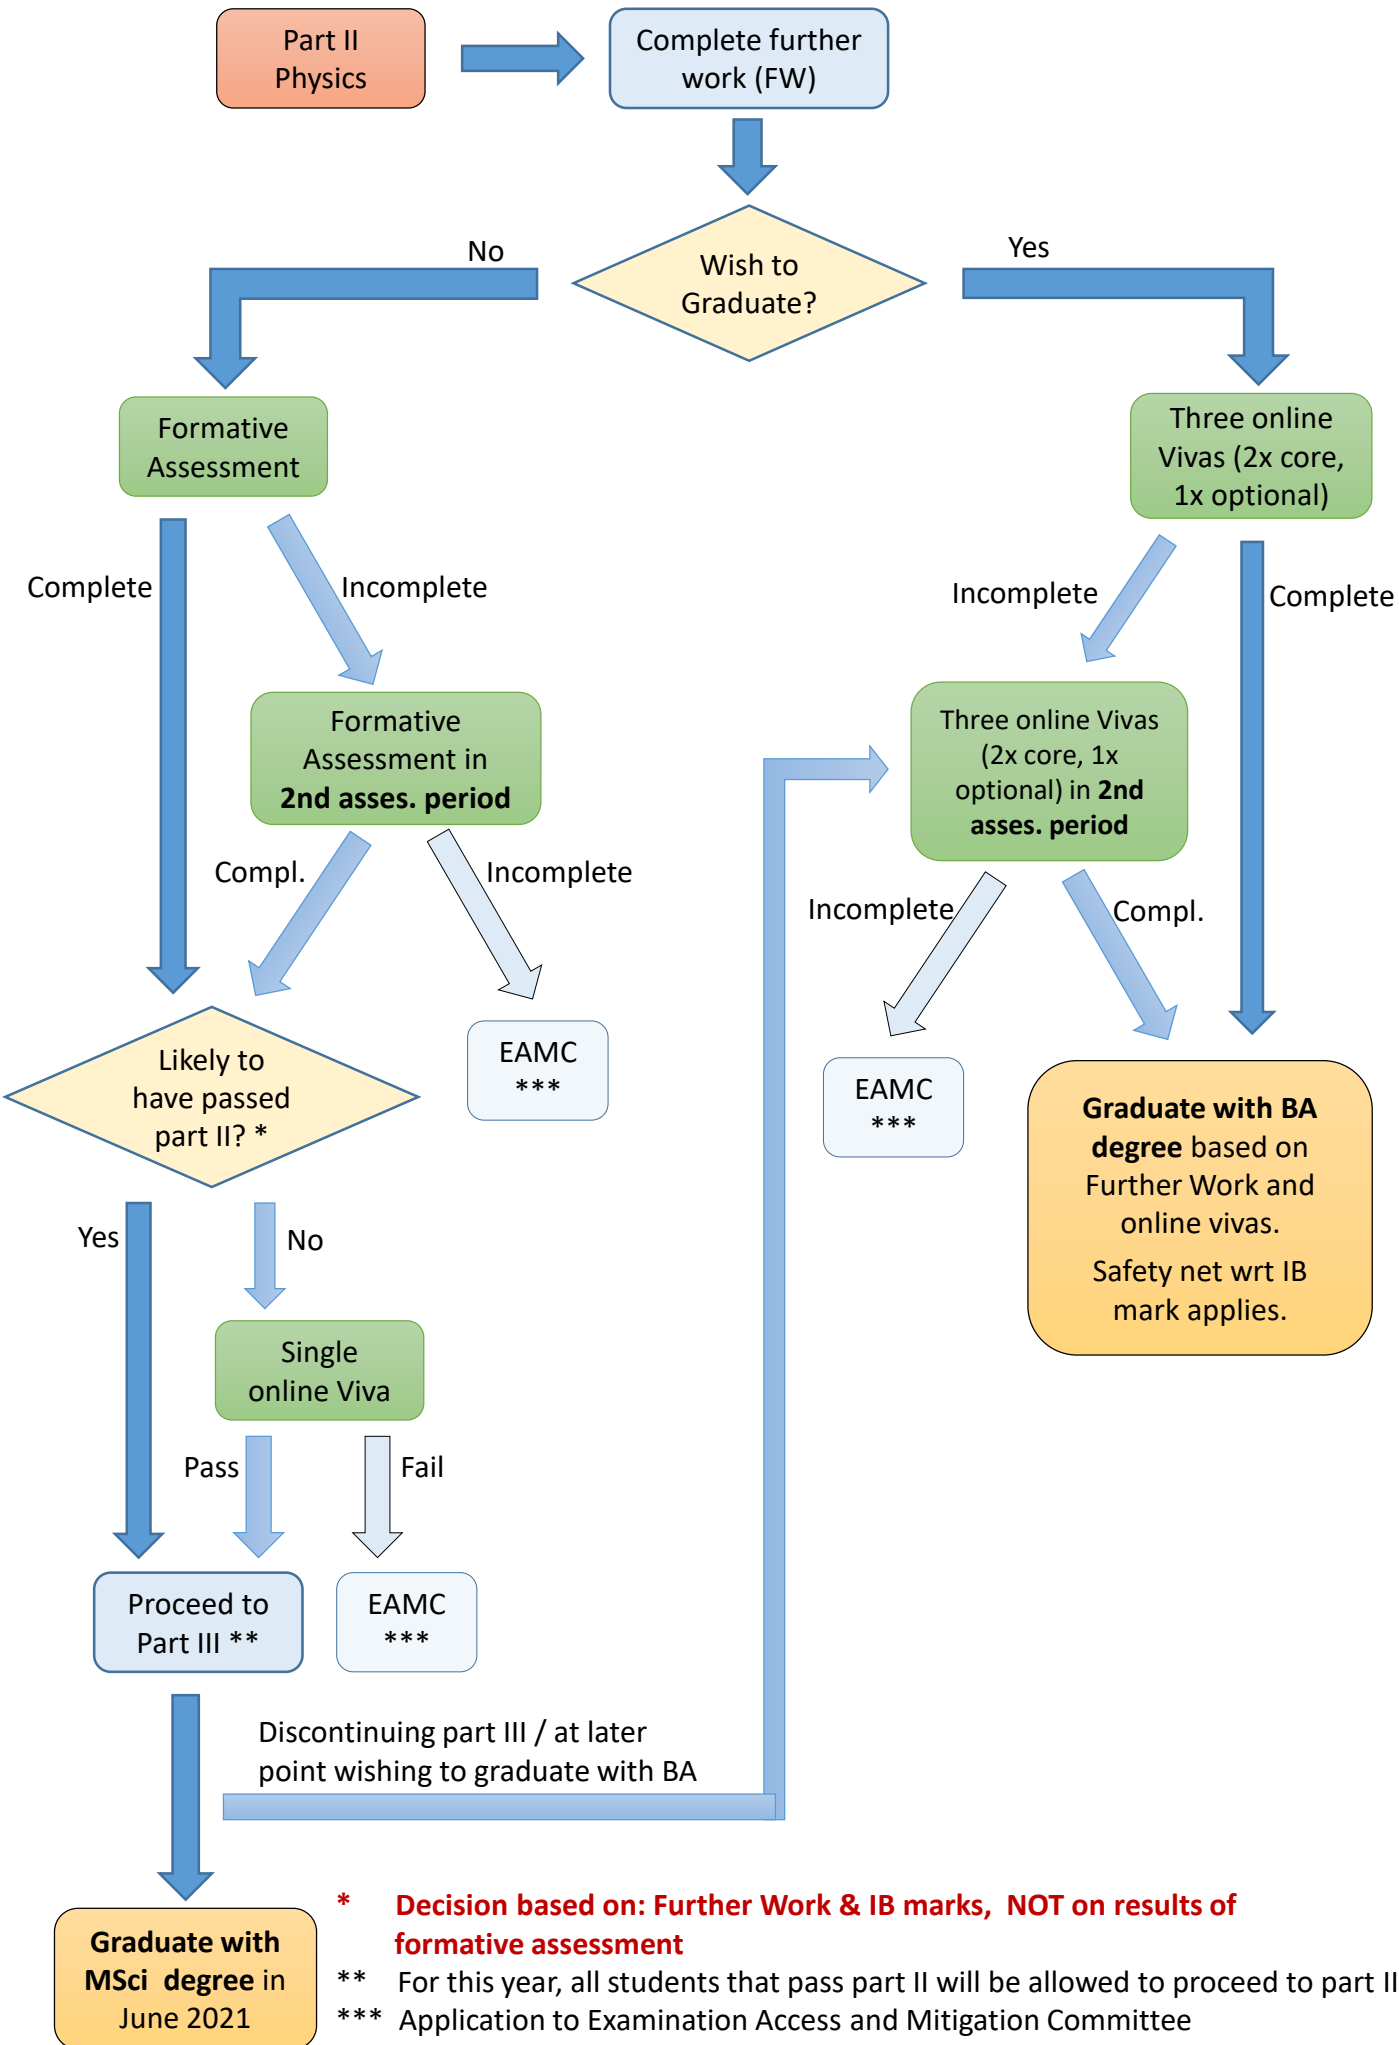 Part II
Physics
Complete further
work (FW)
Wish to
Graduate?
No
Yes
Formative
Assessment
Three online
Vivas (2x core,
1x optional)
Complete
Incomplete
Incomplete
Complete
Formative
Assessment in
2nd asses. period
Three online Vivas
(2x core, 1x
optional) in 2nd
asses. period
Compl.
Incomplete
Incomplete
Compl.
Likely to
have passed
part II? *
EAMC
***
EAMC
***
Graduate with BA
degree based on
Further Work and
online vivas.
Safety net wrt IB
mark applies.
Yes
No
Single
online Viva
Pass
Fail
Proceed to
Part III **
EAMC
***
Discontinuing part III / at later
point wishing to graduate with BA
Graduate with
MSci degree in
June 2021
* Decision based on: Further Work & IB marks, NOT on results of
formative assessment
** For this year, all students that pass part II will be allowed to proceed to part II
*** Application to Examination Access and Mitigation Committee